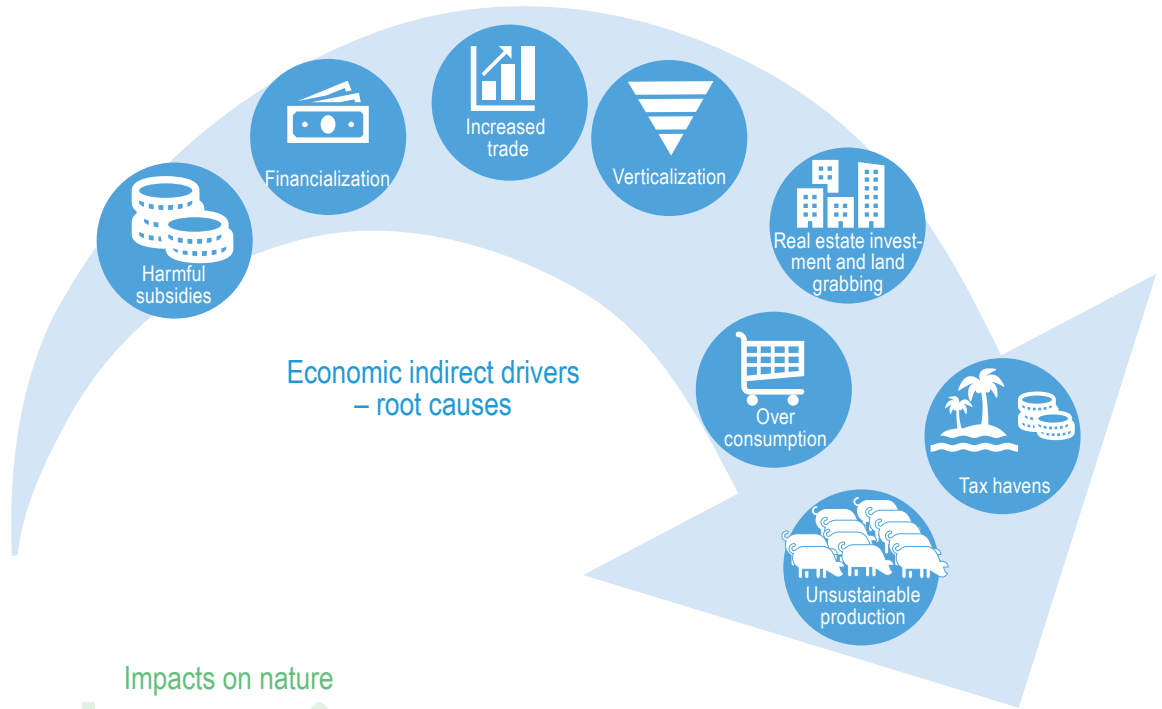 Increased
trade
Financialization
Verticalization
Real estate invest-
ment and land
grabbing
Harmful
subsidies
Economic indirect drivers
– root causes
Over
consumption
Tax havens
Unsustainable
production
Impacts on nature